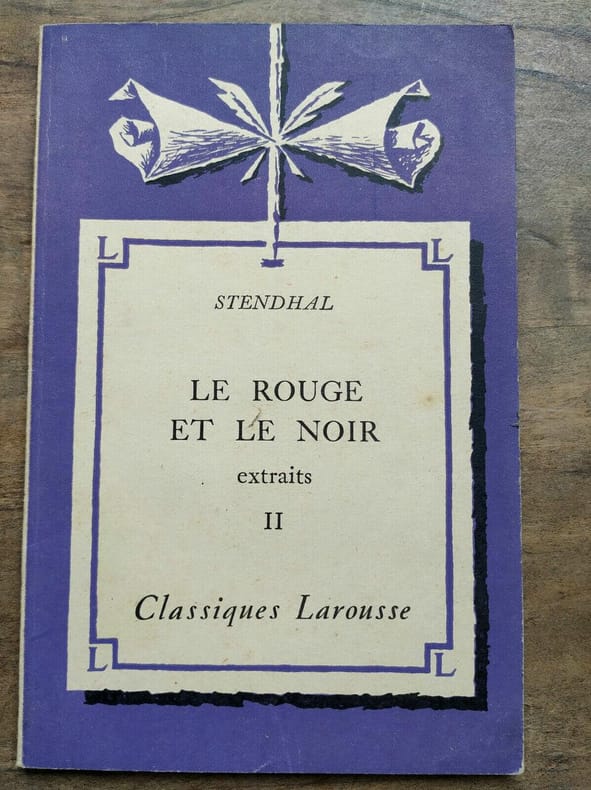 L L
STENDHAL
LE ROUGE
ET LE NOIR
extraits
II
Classiques Larousse
L L